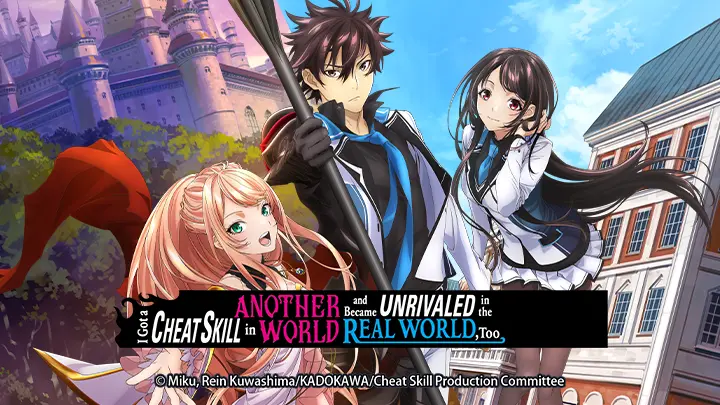 I Got a CHEAT SKILL in ANOTHER WORLD and Became UNRIVALED in the REAL WORLD, Too
© Miku, Rein Kuwashima/KADOKAWA/Cheat Skill Production Committee